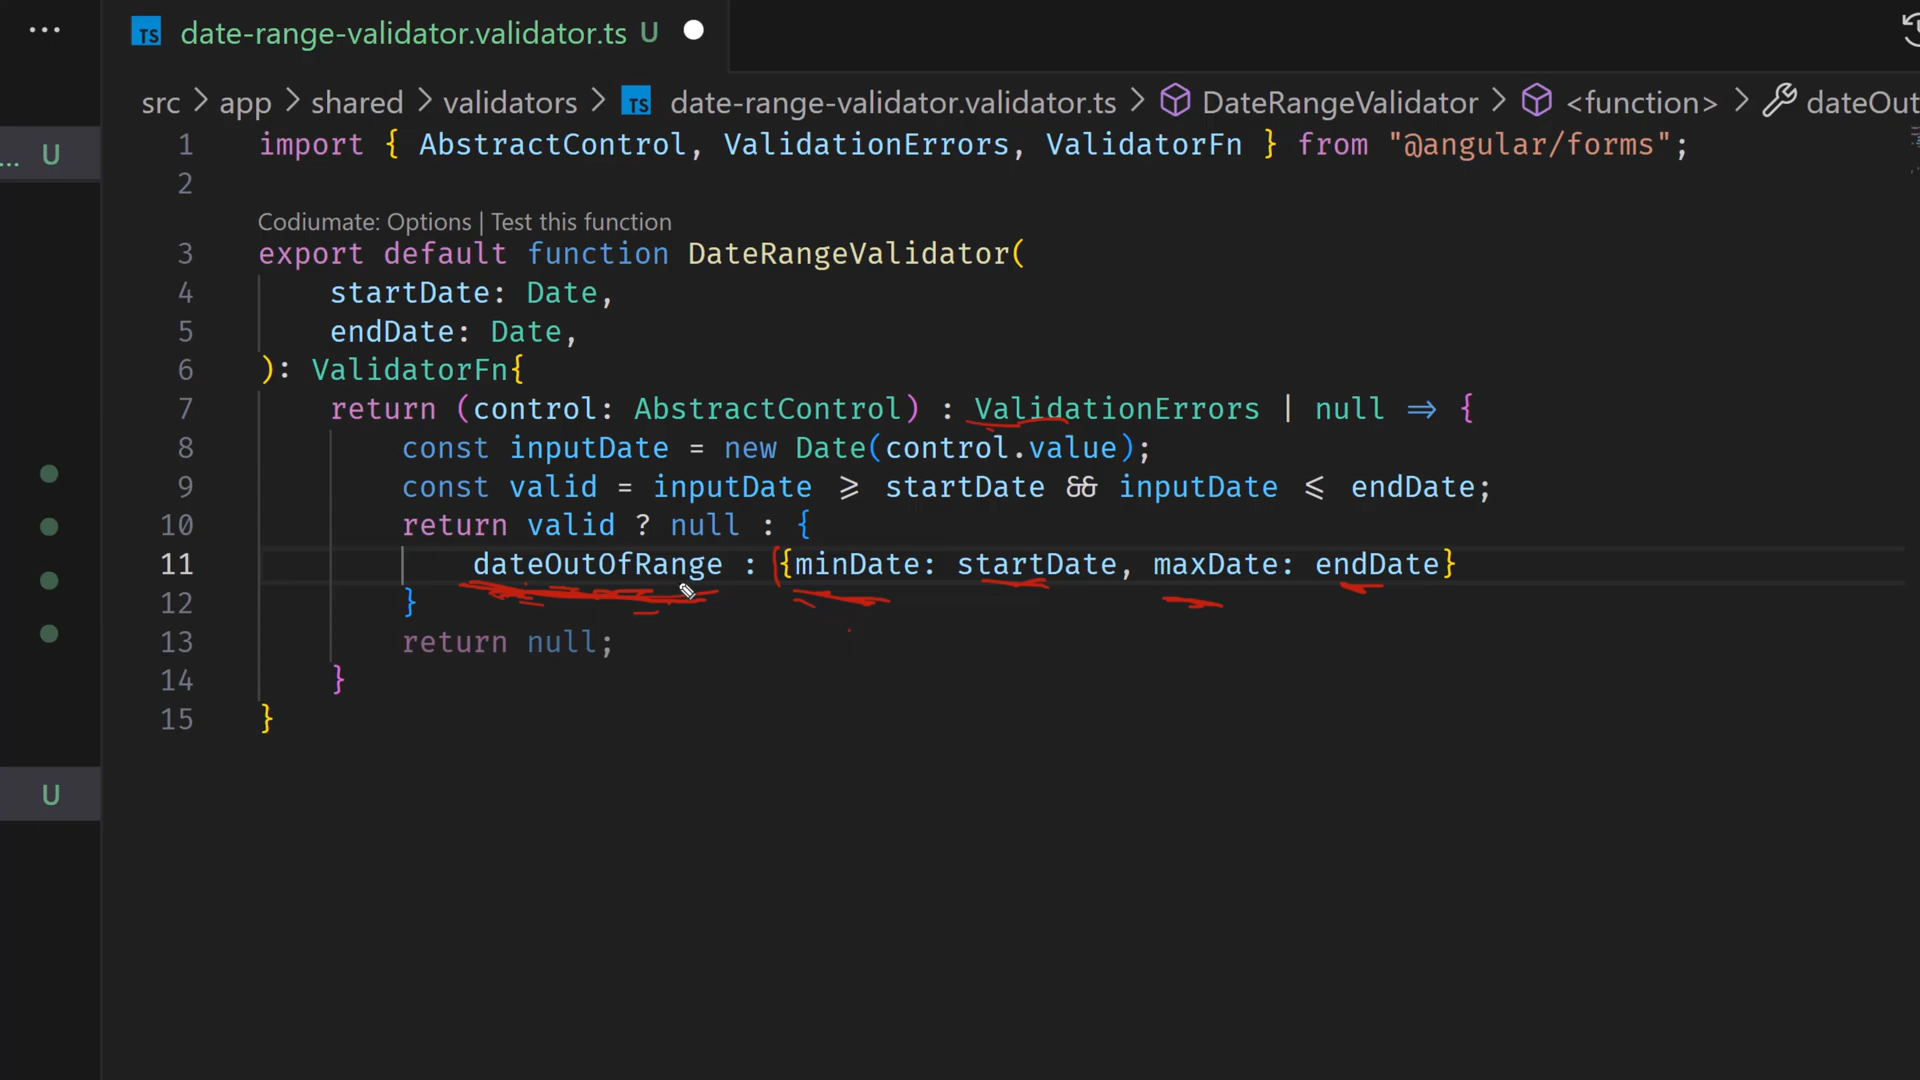 ... TS date-range-validator.validator.ts U
src > app > shared > validators > TS date-range-validator.validator.ts > DateRangeValidator > <function> > dateOut
... U
1 import { AbstractControl, ValidationErrors, ValidatorFn } from "@angular/forms";
2
Codiumate: Options | Test this function
3 export default function DateRangeValidator(
4 startDate: Date,
5 endDate: Date,
6 ): ValidatorFn{
7 return (control: AbstractControl) : ValidationErrors | null => {
8 const inputDate = new Date(control.value);
9 const valid = inputDate >= startDate && inputDate <= endDate;
10 return valid ? null : {
11 dateOutOfRange : {minDate: startDate, maxDate: endDate}
12 }
13 return null;
14 }
15 }
U